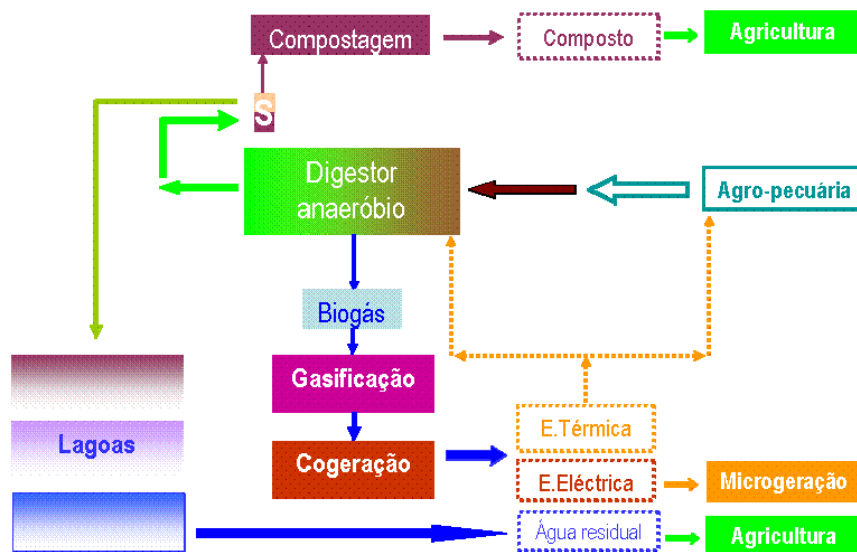 Compostagem
Composto
Agricultura
S
Digestor
anaeróbio
Agro-pecuária
Biogás
Gasificação
Lagoas
E.Térmica
Cogeração
E.Eléctrica
Microgeração
Água residual
Agricultura